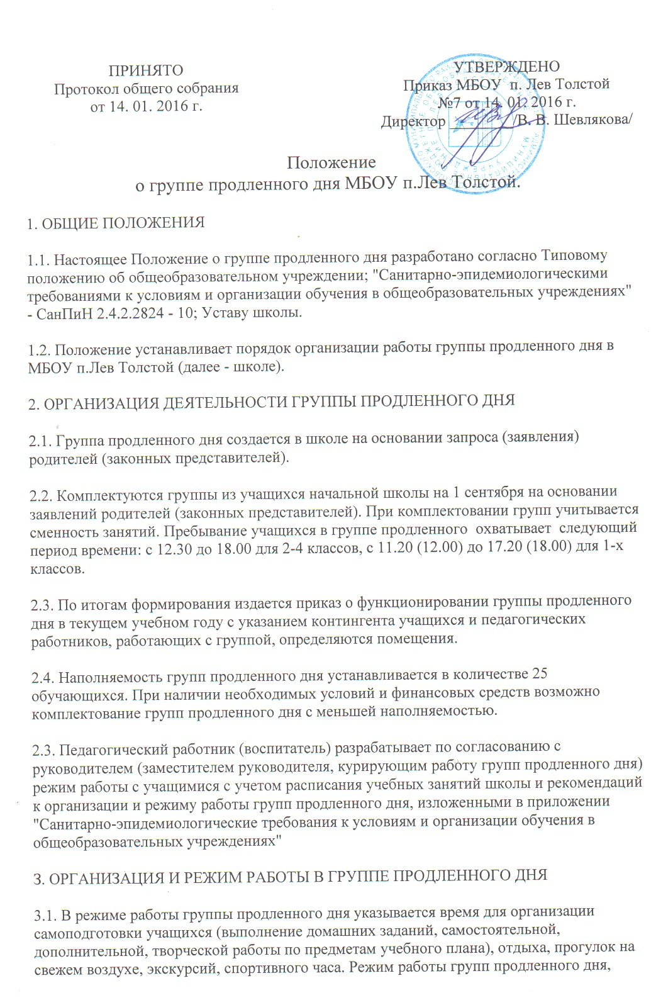 ПРИНЯТО
Протокол общего собрания
от 14. 01. 2016 г.
УТВЕРЖДЕНО
Приказ МБОУ п. Лев Толстой
№7 от 14. 01. 2016 г.
Директор ________/В. В. Шевлякова/
Положение
о группе продленного дня МБОУ п.Лев Толстой.
1. ОБЩИЕ ПОЛОЖЕНИЯ
1.1. Настоящее Положение о группе продленного дня разработано согласно Типовому
положению об общеобразовательном учреждении; "Санитарно-эпидемиологическими
требованиями к условиям и организации обучения в общеобразовательных учреждениях"
- СанПиН 2.4.2.2824 - 10; Уставу школы.
1.2. Положение устанавливает порядок организации работы группы продленного дня в
МБОУ п.Лев Толстой (далее - школе).
2. ОРГАНИЗАЦИЯ ДЕЯТЕЛЬНОСТИ ГРУППЫ ПРОДЛЕННОГО ДНЯ
2.1. Группа продленного дня создается в школе на основании запроса (заявления)
родителей (законных представителей).
2.2. Комплектуются группы из учащихся начальной школы на 1 сентября на основании
заявлений родителей (законных представителей). При комплектовании групп учитывается
сменность занятий. Пребывание учащихся в группе продленного охватывает следующий
период времени: с 12.30 до 18.00 для 2-4 классов, с 11.20 (12.00) до 17.20 (18.00) для 1-х
классов.
2.3. По итогам формирования издается приказ о функционировании группы продленного
дня в текущем учебном году с указанием контингента учащихся и педагогических
работников, работающих с группой, определяются помещения.
2.4. Наполняемость групп продленного дня устанавливается в количестве 25
обучающихся. При наличии необходимых условий и финансовых средств возможно
комплектование групп продленного дня с меньшей наполняемостью.
2.3. Педагогический работник (воспитатель) разрабатывает по согласованию с
руководителем (заместителем руководителя, курирующим работу групп продленного дня)
режим работы с учащимися с учетом расписания учебных занятий школы и рекомендаций
к организации и режиму работы групп продленного дня, изложенными в приложении
"Санитарно-эпидемиологические требования к условиям и организации обучения в
общеобразовательных учреждениях"
3. ОРГАНИЗАЦИЯ И РЕЖИМ РАБОТЫ В ГРУППЕ ПРОДЛЕННОГО ДНЯ
3.1. В режиме работы группы продленного дня указывается время для организации
самоподготовки учащихся (выполнение домашних заданий, самостоятельной,
дополнительной, творческой работы по предметам учебного плана), отдыха, прогулок на
свежем воздухе, экскурсий, спортивного часа. Режим работы групп продленного дня,